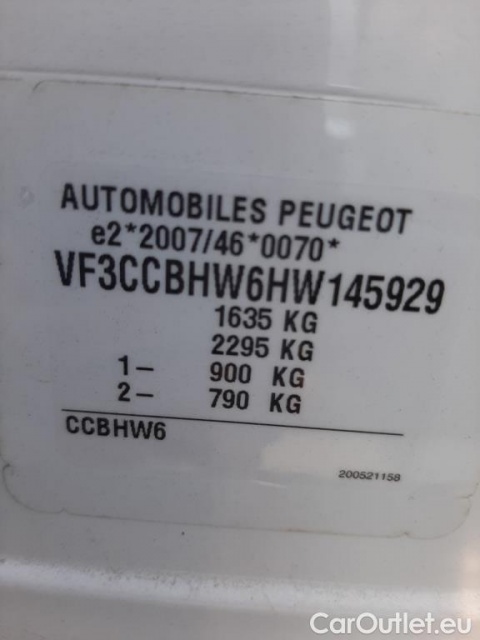 AUTOMOBILES PEUGEOT
e2*2007/46*0070*
VF3CCBHW6HW145929
1635 KG
2295 KG
1- 900 KG
2- 790 KG
CCBHW6
200521158
CarOutlet.eu